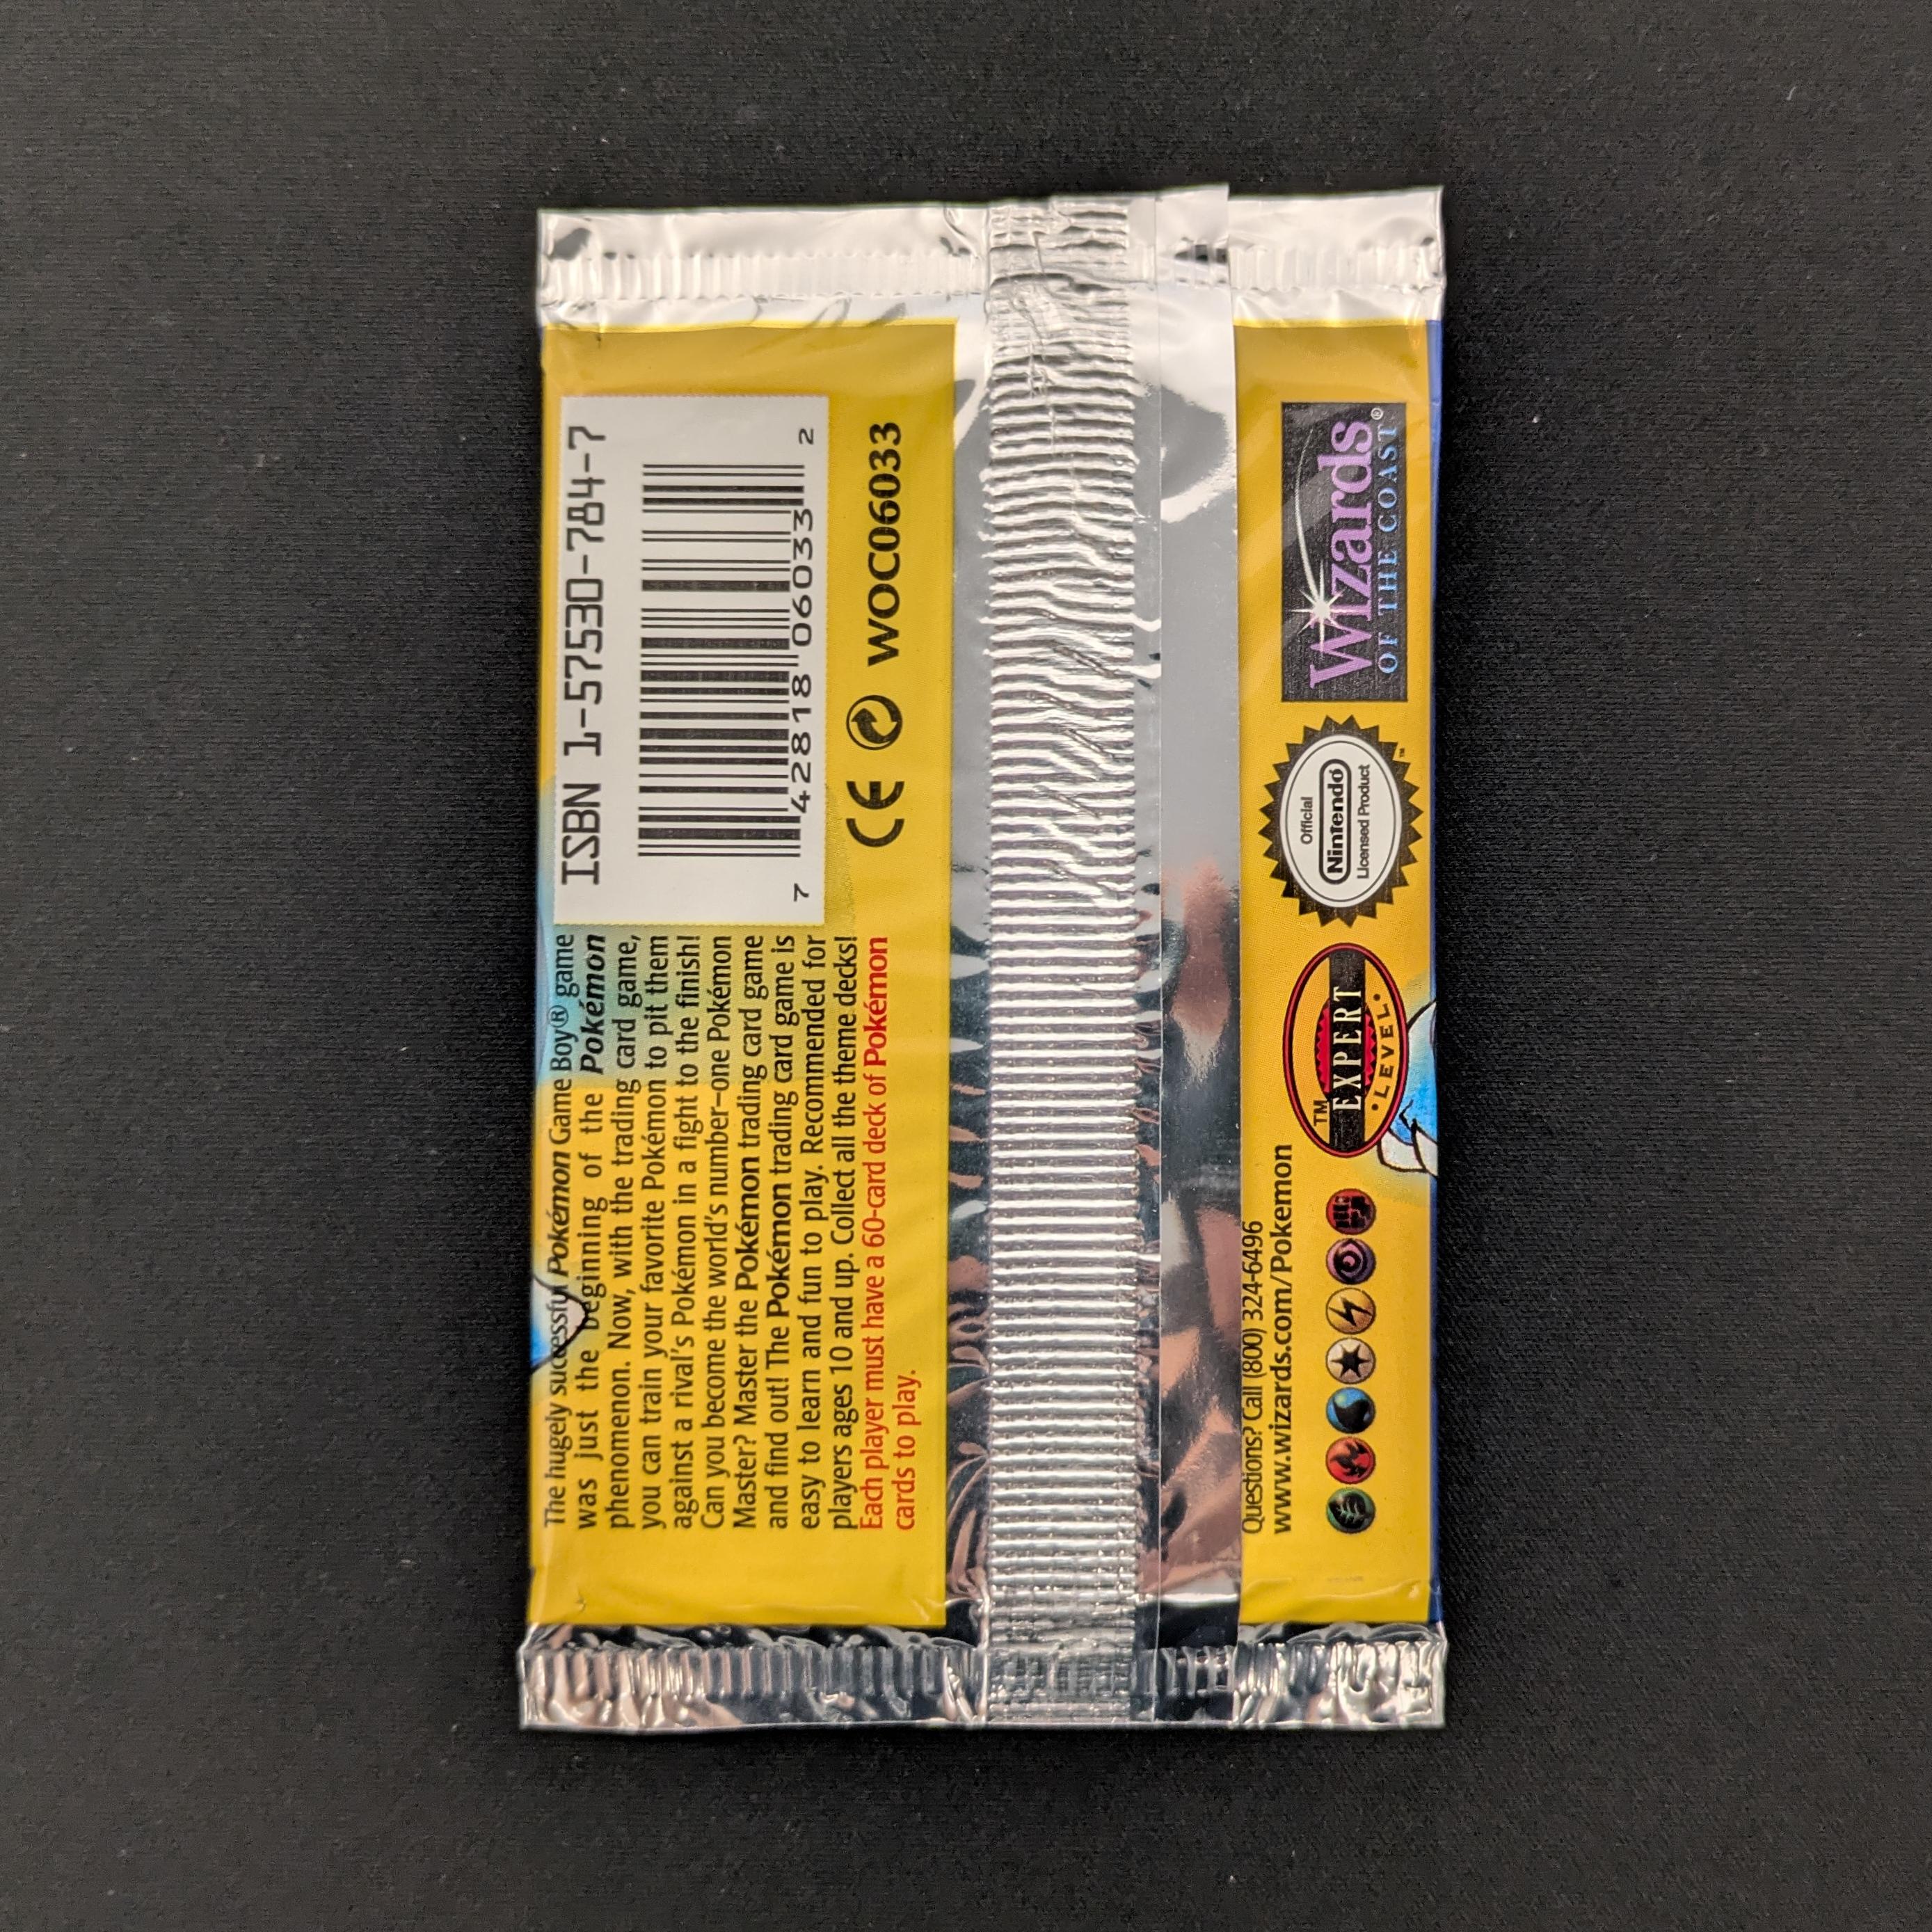 The hugely successful Pokémon Game Boy® game
was just the beginning of the Pokémon
phenomenon. Now, with the trading card game,
you can train your favorite Pokémon to pit them
against a rival's Pokémon in a fight to the finish!
Can you become the world's number-one Pokémon
Master? Master the Pokémon trading card game
and find out! The Pokémon trading card game is
easy to learn and fun to play. Recommended for
players ages 10 and up. Collect all the theme decks!
Each player must have a 60-card deck of Pokémon
cards to play.
ISBN 1-57530-784-7
7 42818 06033 2
CE WOC06033
Questions? Call (800) 324-6496
www.wizards.com/Pokemon
TM
EXPERT
•LEVEL•
Official
Nintendo
Licensed Product
™
Wizards
OF THE COAST®